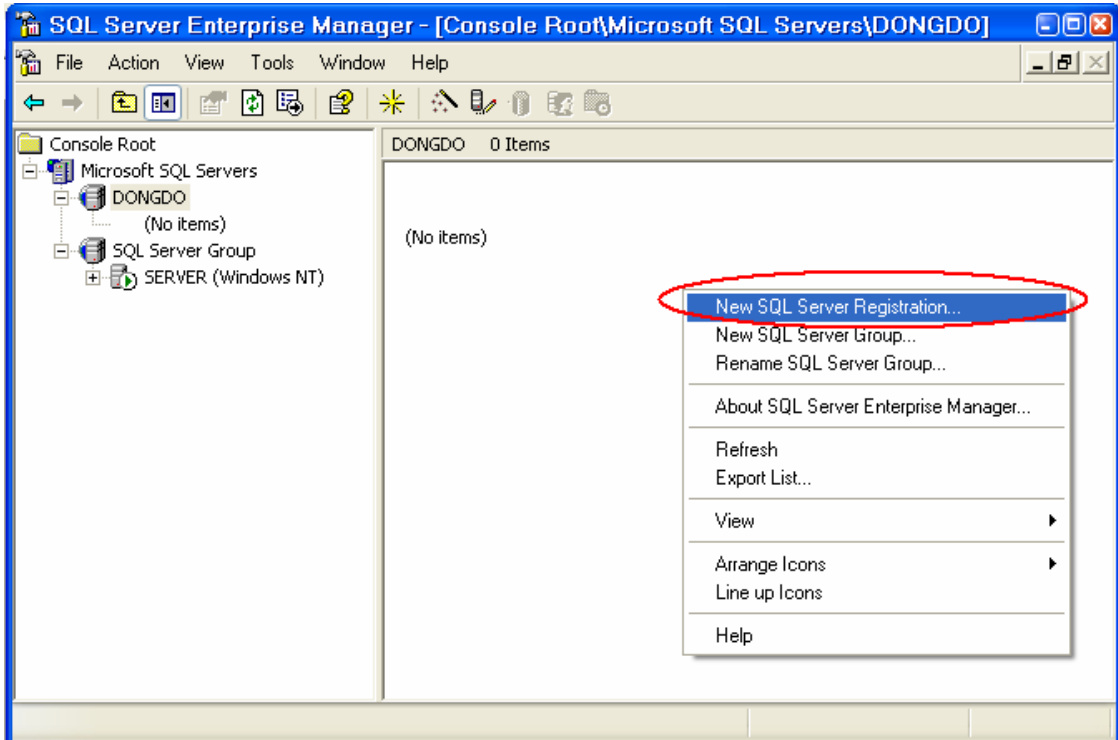 SQL Server Enterprise Manager - [Console Root\Microsoft SQL Servers\DONGDO]
File Action View Tools Window Help
Console Root
Microsoft SQL Servers
DONGDO
(No items)
SQL Server Group
SERVER (Windows NT)
DONGDO 0 Items
(No items)
New SQL Server Registration...
New SQL Server Group...
Rename SQL Server Group...
About SQL Server Enterprise Manager...
Refresh
Export List...
View
Arrange Icons
Line up Icons
Help